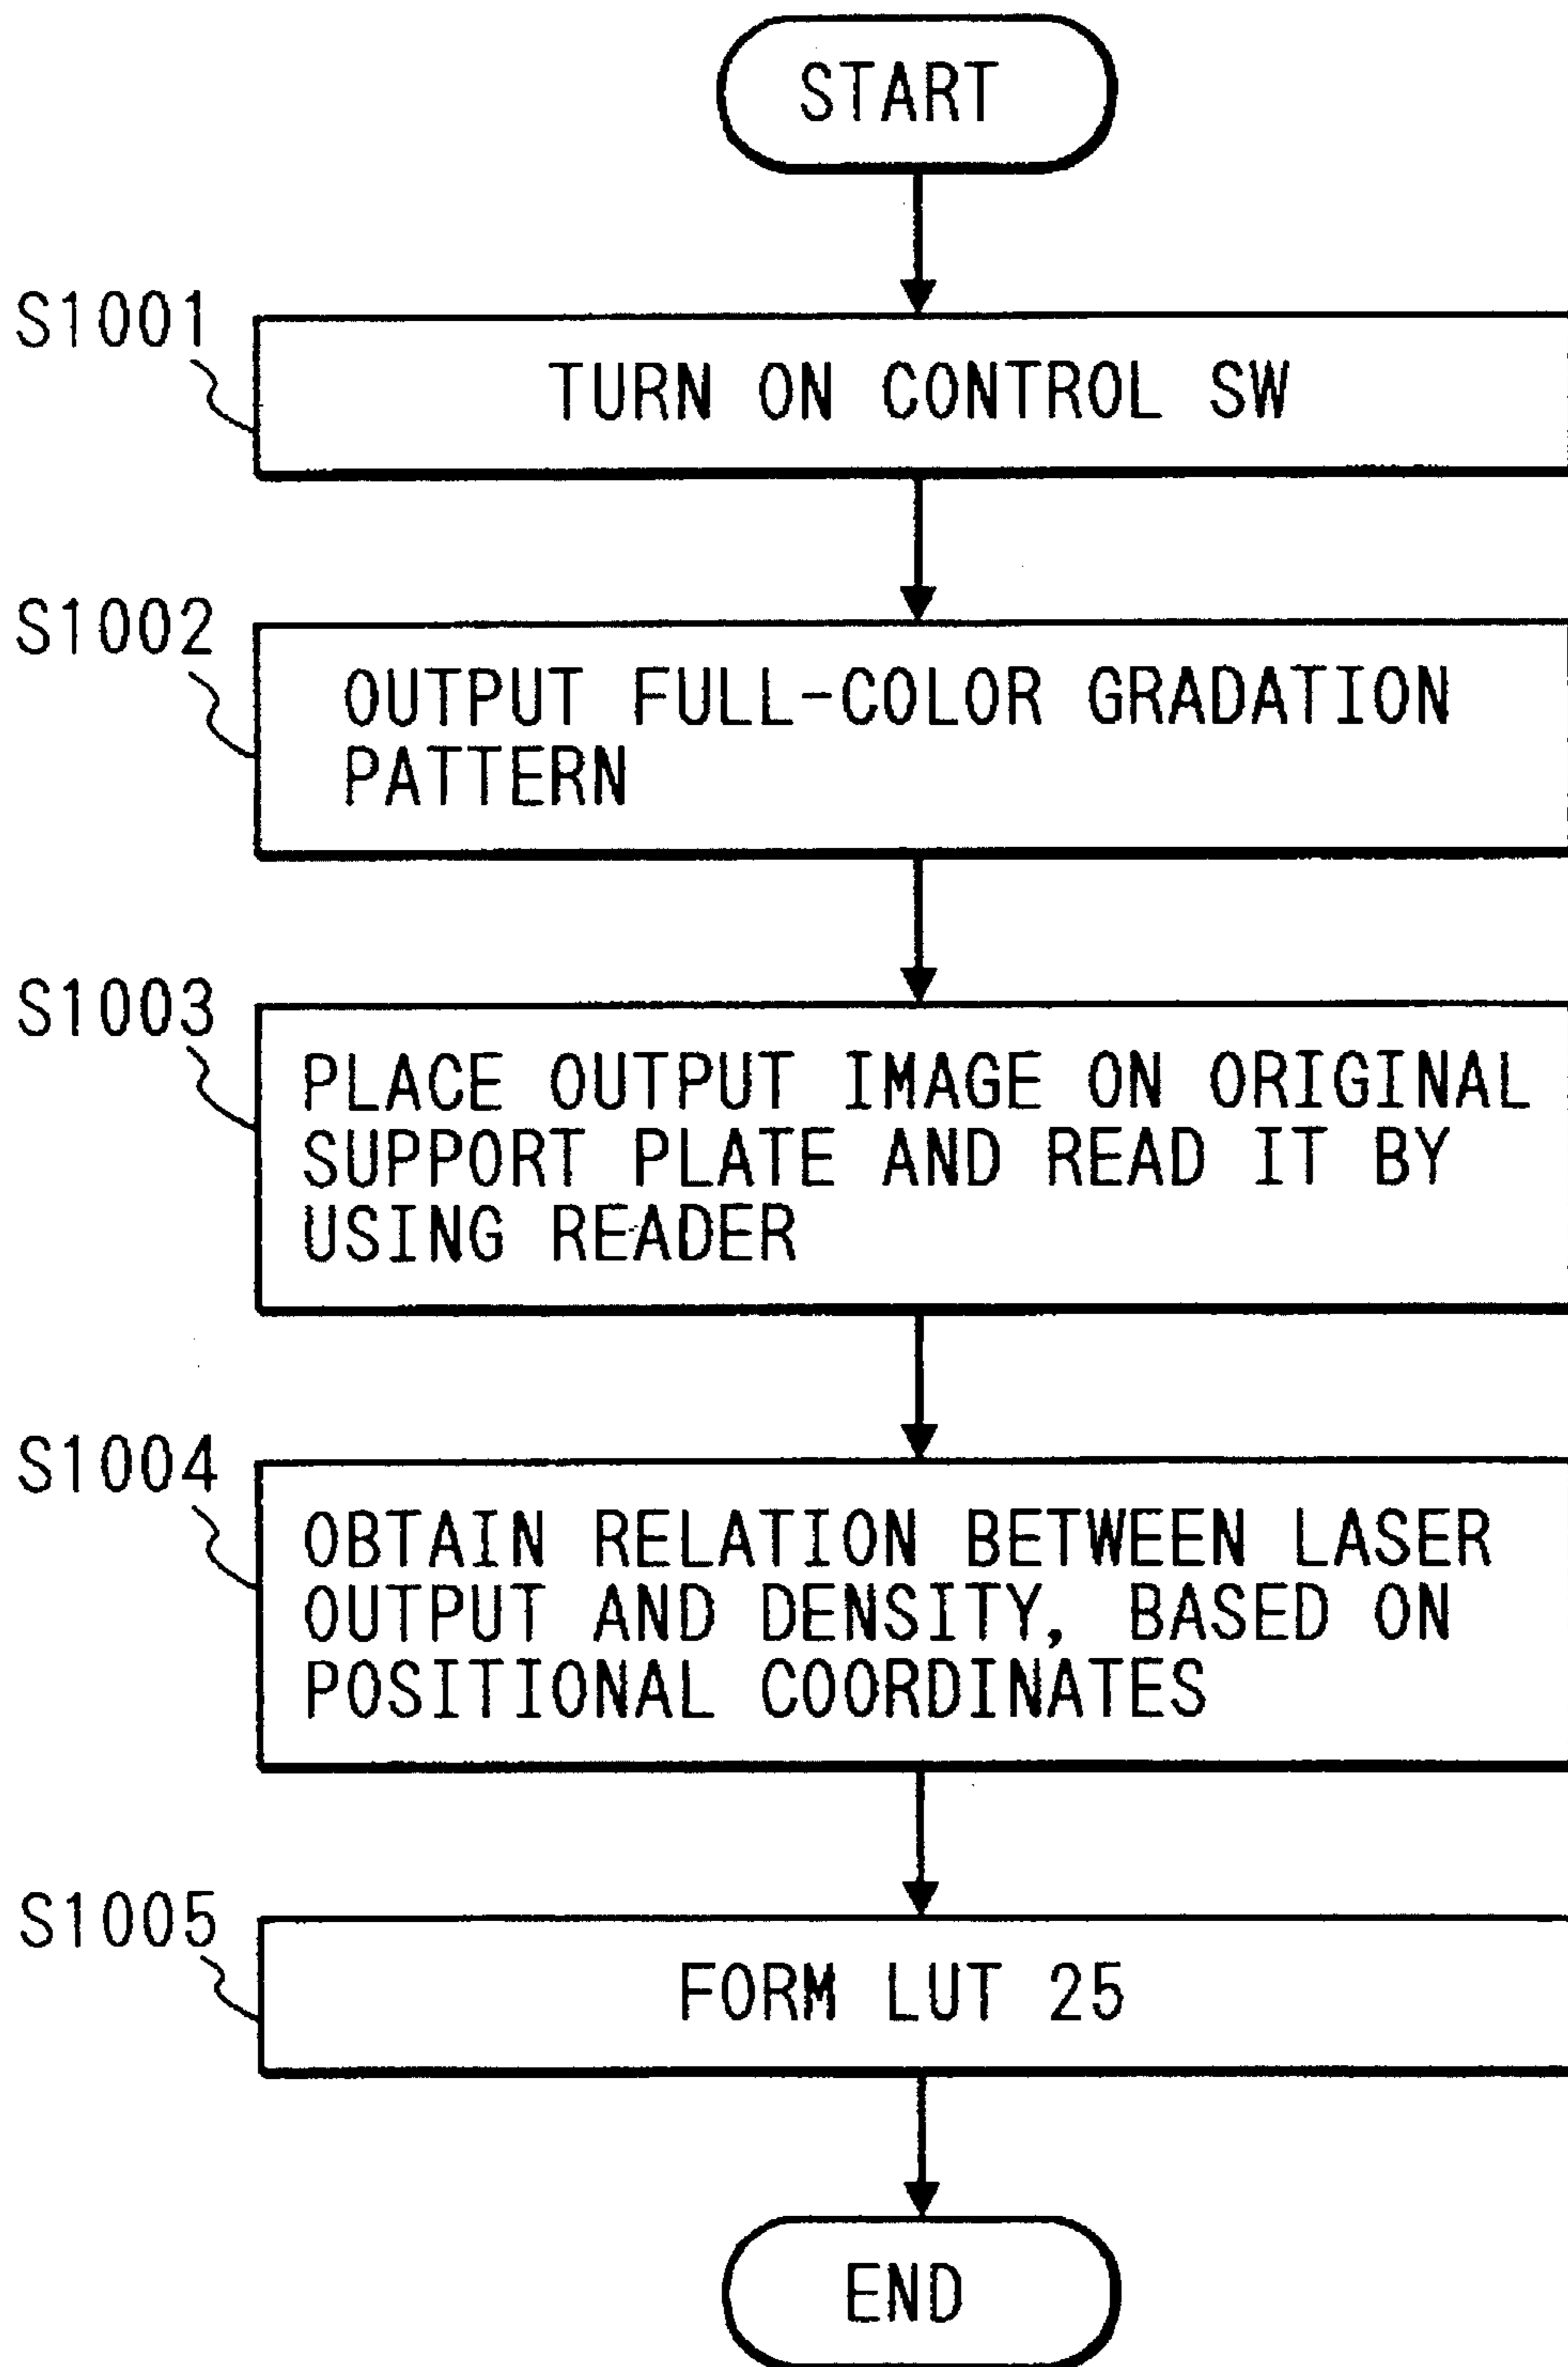 START
S1001
TURN ON CONTROL SW
S1002
OUTPUT FULL-COLOR GRADATION
PATTERN
S1003
PLACE OUTPUT IMAGE ON ORIGINAL
SUPPORT PLATE AND READ IT BY
USING READER
S1004
OBTAIN RELATION BETWEEN LASER
OUTPUT AND DENSITY, BASED ON
POSITIONAL COORDINATES
S1005
FORM LUT 25
END